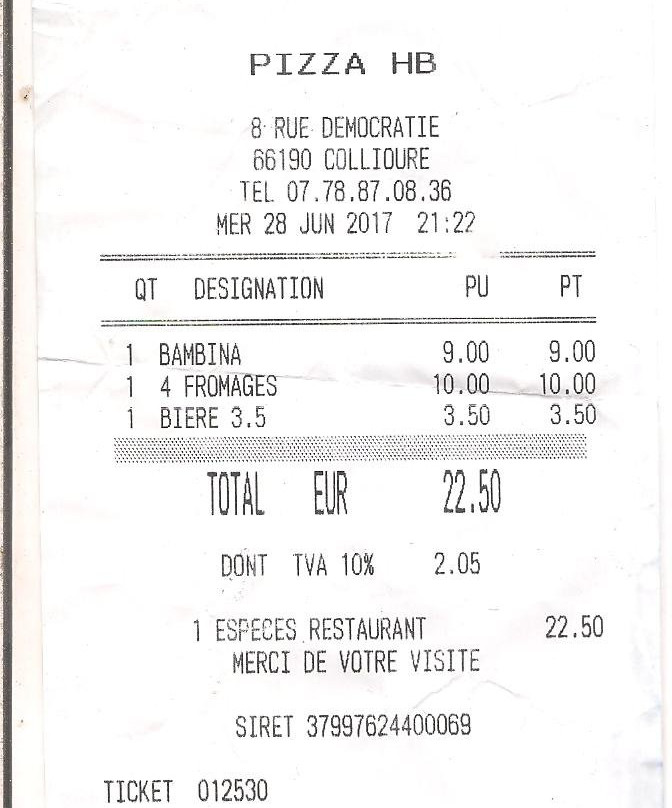 PIZZA HB
8 RUE DEMOCRATIE
66190 COLLIOURE
TEL 07.78.87.08.36
MER 28 JUN 2017 21:22
QT DESIGNATION PU PT
1 BAMBINA 9.00 9.00
1 4 FROMAGES 10.00 10.00
1 BIERE 3.5 3.50 3.50
TOTAL EUR 22.50
DONT TVA 10% 2.05
1 ESPECES RESTAURANT 22.50
MERCI DE VOTRE VISITE
SIRET 37997624400069
TICKET 012530